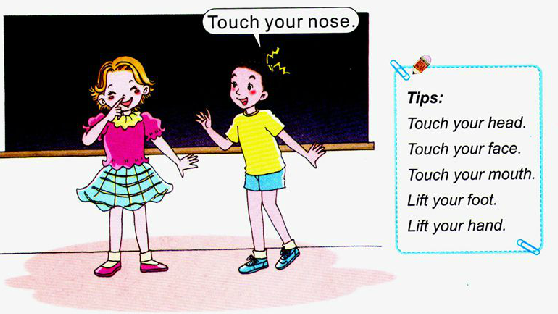 Touch your nose.
Tips:
Touch your head.
Touch your face.
Touch your mouth.
Lift your foot.
Lift your hand.